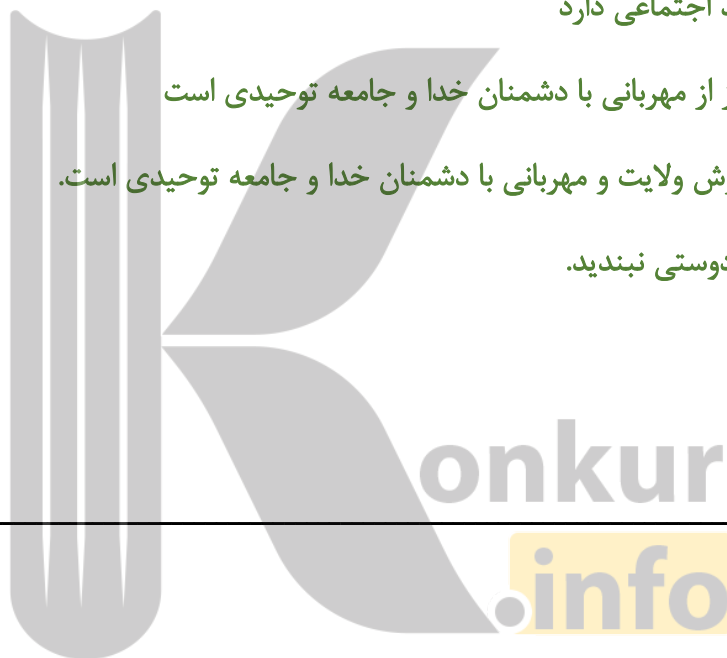 اجتماعی دارد
از مهربانی با دشمنان خدا و جامعه توحیدی است
ولایت و مهربانی با دشمنان خدا و جامعه توحیدی است.
دوستی نبندید.
onkur
.info